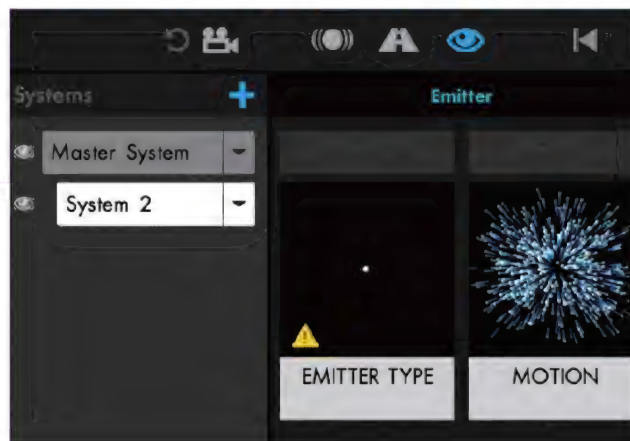 Systems
Emitter
Master System
System 2
EMITTER TYPE
MOTION